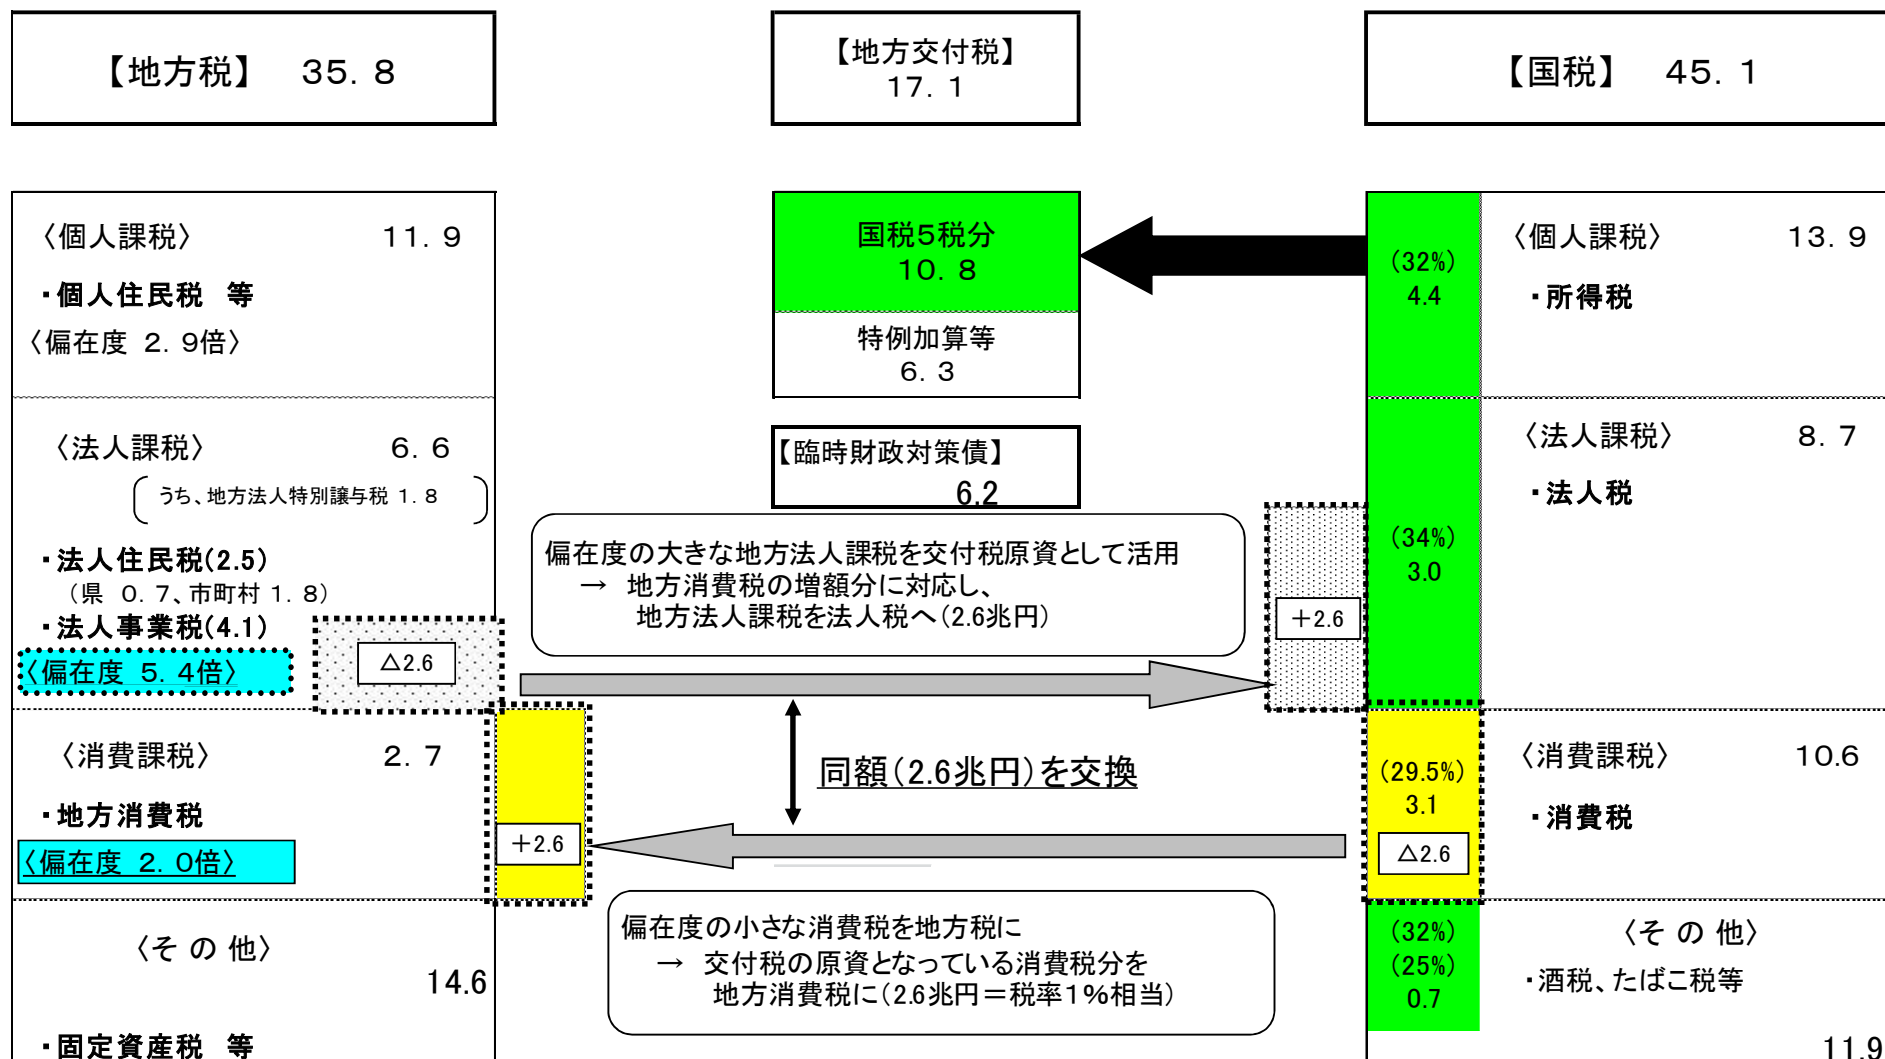 【地方税】 ３５．８
【地方交付税】
１７．１
【国税】 ４５．１
〈個人課税〉 １１．９
・個人住民税 等
〈偏在度 ２．９倍〉
〈法人課税〉 ６．６
うち、地方法人特別譲与税 １．８
・法人住民税(2.5)
（県 ０．７、市町村 １．８）
・法人事業税(4.1)
〈偏在度 ５．４倍〉
△2.6
〈消費課税〉 ２．７
・地方消費税
〈偏在度 ２．０倍〉
＋2.6
〈そ の 他〉
14.6
・固定資産税 等
国税５税分
１０．８
特例加算等
６．３
【臨時財政対策債】
6.2
偏在度の大きな地方法人課税を交付税原資として活用
→ 地方消費税の増額分に対応し、
地方法人課税を法人税へ（2.6兆円）
同額（2.6兆円）を交換
偏在度の小さな消費税を地方税に
→ 交付税の原資となっている消費税分を
地方消費税に（2.6兆円＝税率１％相当）
＋2.6
(32%)
4.4
〈個人課税〉 １３．９
・所得税
(34%)
3.0
〈法人課税〉 ８．７
・法人税
(29.5%)
3.1
△2.6
〈消費課税〉 １０．６
・消費税
(32%)
(25%)
0.7
〈そ の 他〉
・酒税、たばこ税等
11.9